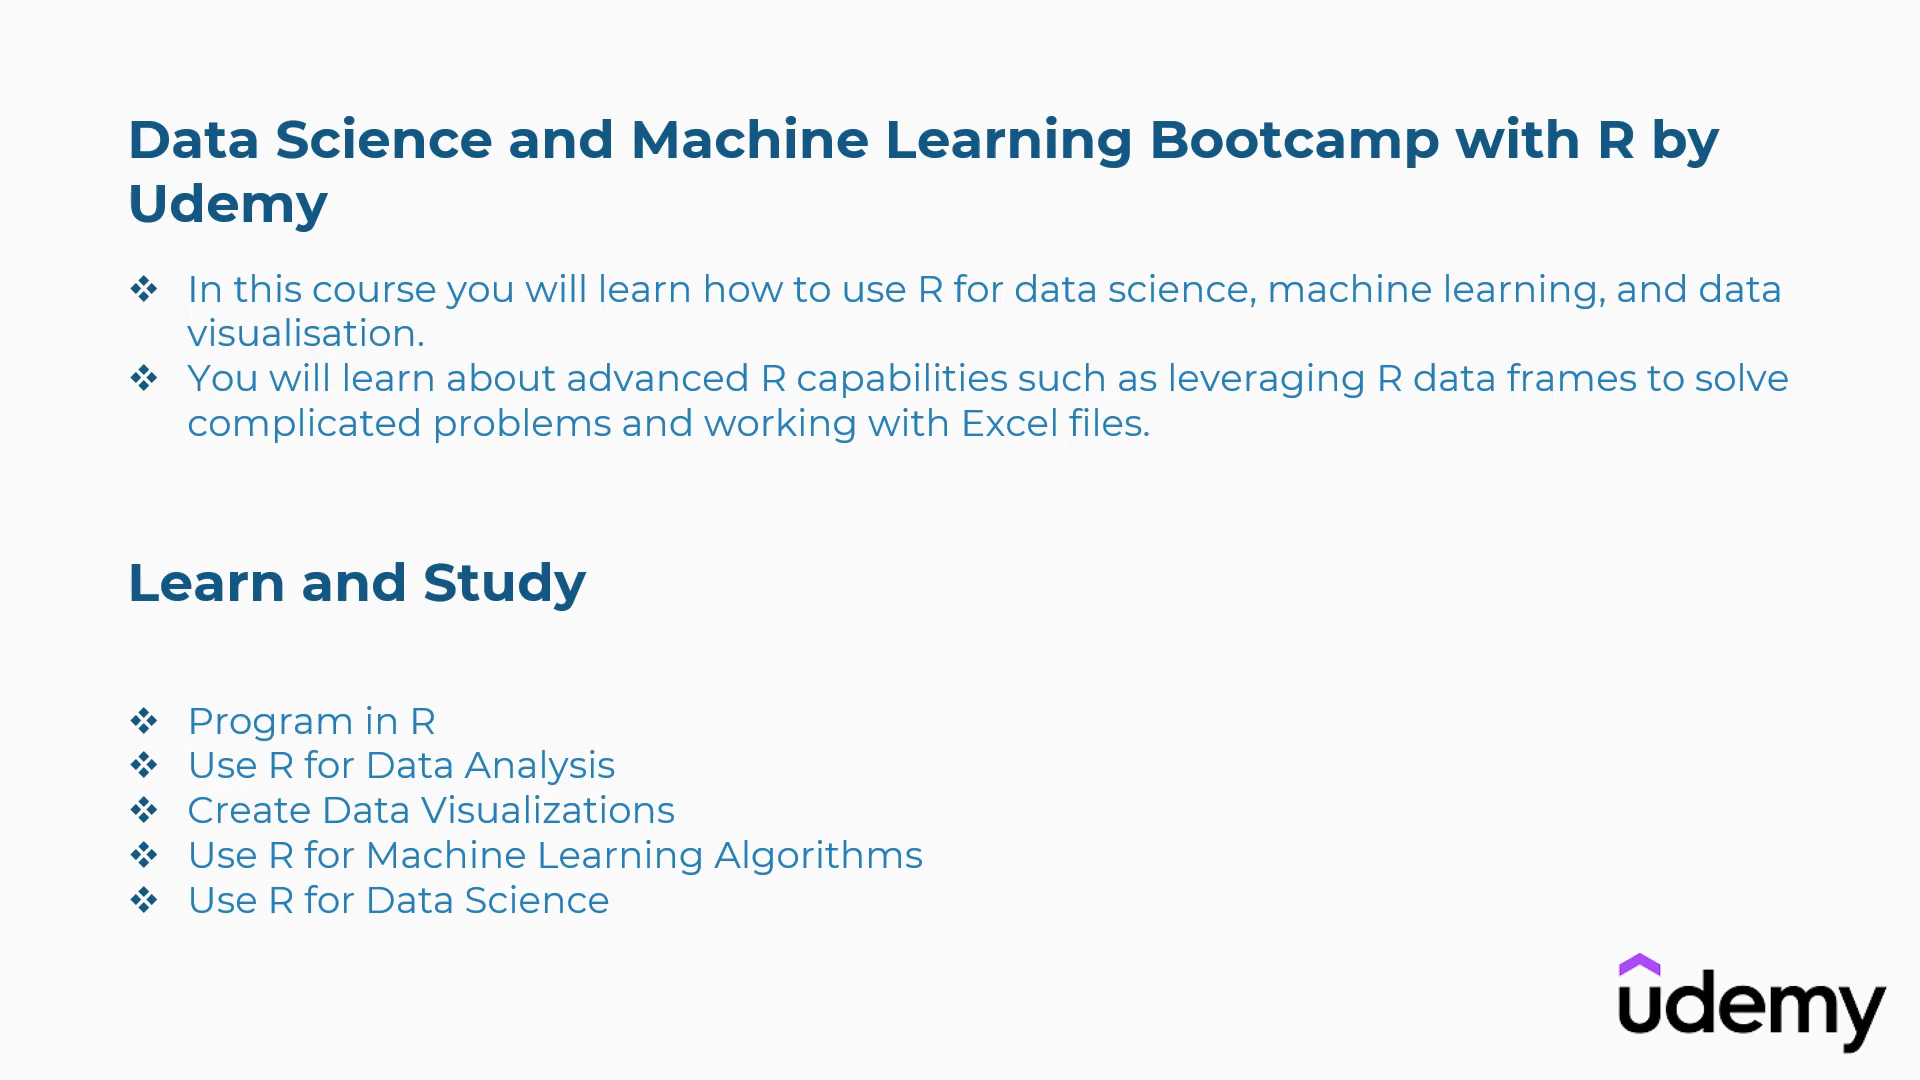 Data Science and Machine Learning Bootcamp with R by
Udemy
❖ In this course you will learn how to use R for data science, machine learning, and data
visualisation.
❖ You will learn about advanced R capabilities such as leveraging R data frames to solve
complicated problems and working with Excel files.
Learn and Study
❖ Program in R
❖ Use R for Data Analysis
❖ Create Data Visualizations
❖ Use R for Machine Learning Algorithms
❖ Use R for Data Science
udemy